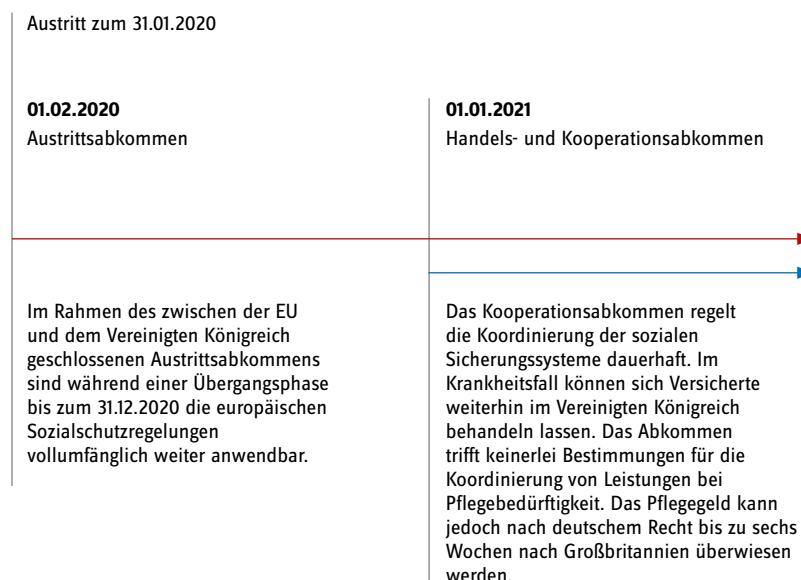 Austritt zum 31.01.2020
01.02.2020
Austrittsabkommen
Im Rahmen des zwischen der EU
und dem Vereinigten Königreich
geschlossenen Austrittsabkommens
sind während einer Übergangsphase
bis zum 31.12.2020 die europäischen
Sozialschutzregelungen
vollumfänglich weiter anwendbar.
01.01.2021
Handels- und Kooperationsabkommen
Das Kooperationsabkommen regelt
die Koordinierung der sozialen
Sicherungssysteme dauerhaft. Im
Krankheitsfall können sich Versicherte
weiterhin im Vereinigten Königreich
behandeln lassen. Das Abkommen
trifft keinerlei Bestimmungen für die
Koordinierung von Leistungen bei
Pflegebedürftigkeit. Das Pflegegeld kann
jedoch nach deutschem Recht bis zu sechs
Wochen nach Großbritannien überwiesen
werden.